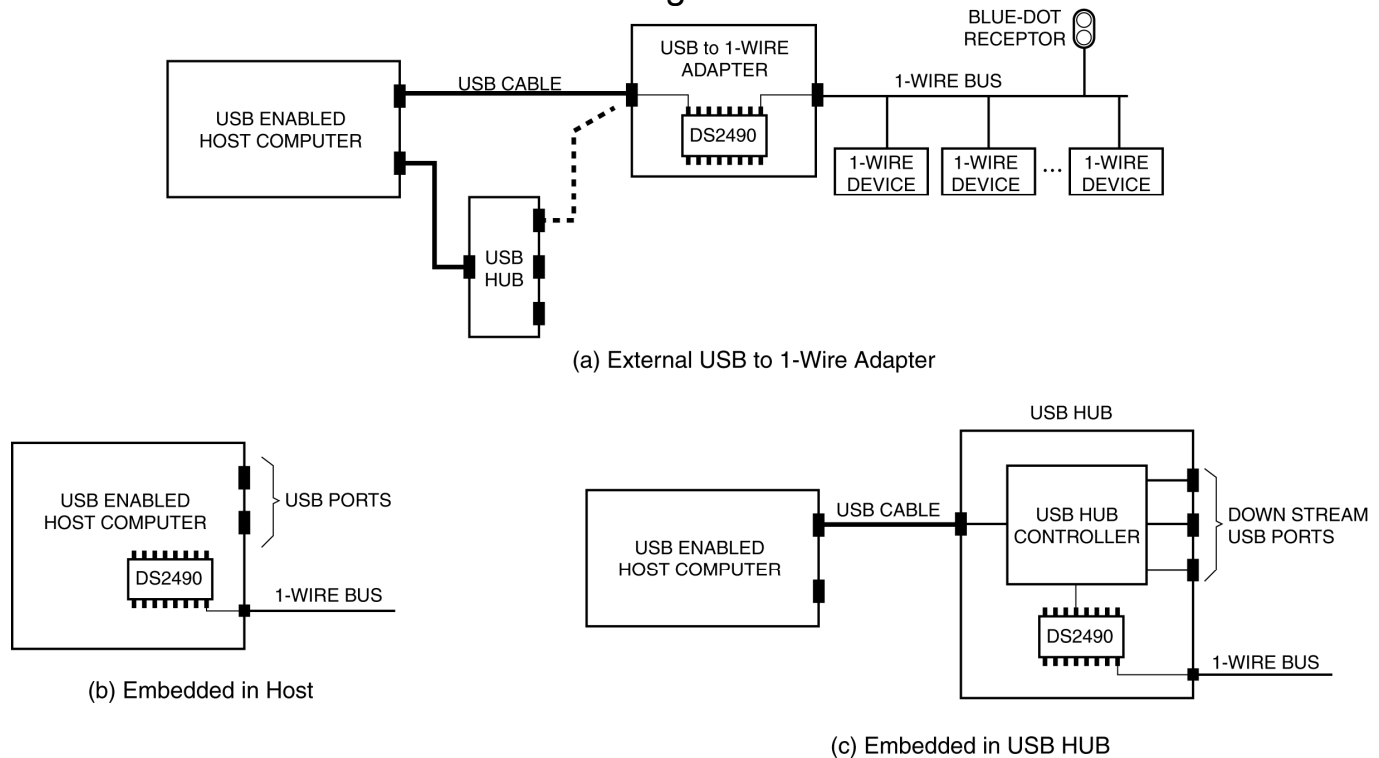 BLUE-DOT
RECEPTOR
USB to 1-WIRE
ADAPTER
USB CABLE
1-WIRE BUS
USB ENABLED
HOST COMPUTER
DS2490
1-WIRE
DEVICE
1-WIRE
DEVICE
...
1-WIRE
DEVICE
USB
HUB
(a) External USB to 1-Wire Adapter
USB ENABLED
HOST COMPUTER
USB PORTS
DS2490
1-WIRE BUS
(b) Embedded in Host
USB HUB
USB ENABLED
HOST COMPUTER
USB CABLE
USB HUB
CONTROLLER
DOWN STREAM
USB PORTS
DS2490
1-WIRE BUS
(c) Embedded in USB HUB